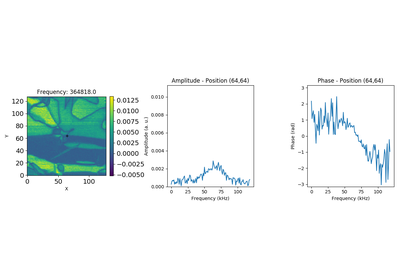 Frequency: 364818.0
120
100
80
60
40
20
0
Y
0 50 100
X
0.0125
0.0100
0.0075
0.0050
0.0025
0.0000
−0.0025
−0.0050
Amplitude - Position (64,64)
0.010
0.008
0.006
0.004
0.002
0.000
Amplitude (a. u.)
0 25 50 75 100
Frequency (kHz)
Phase - Position (64,64)
3
2
1
0
−1
−2
−3
Phase (rad)
0 25 50 75 100
Frequency (kHz)